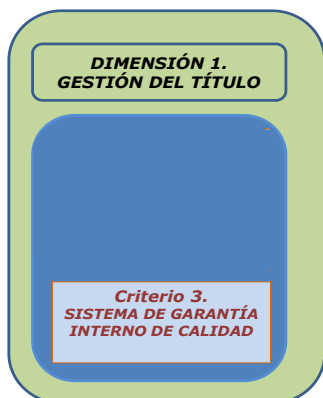 DIMENSIÓN 1.
GESTIÓN DEL TÍTULO
Criterio 3.
SISTEMA DE GARANTÍA
INTERNO DE CALIDAD